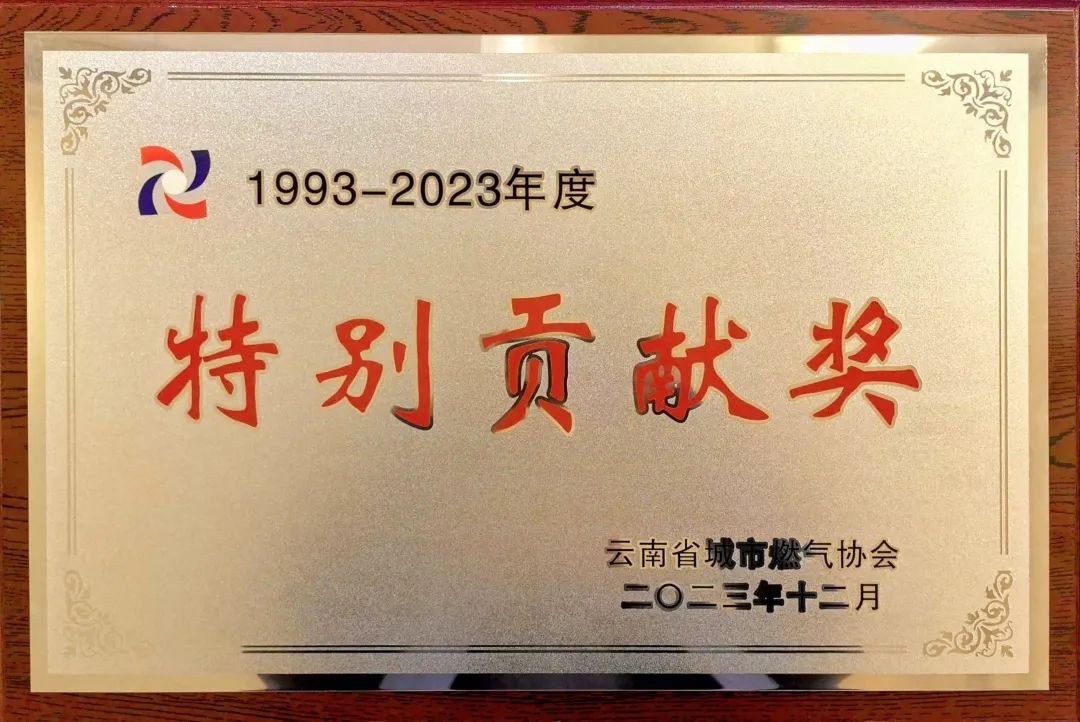 1993-2023年度
特别贡献奖
云南省城市燃气协会
二〇二三年十二月